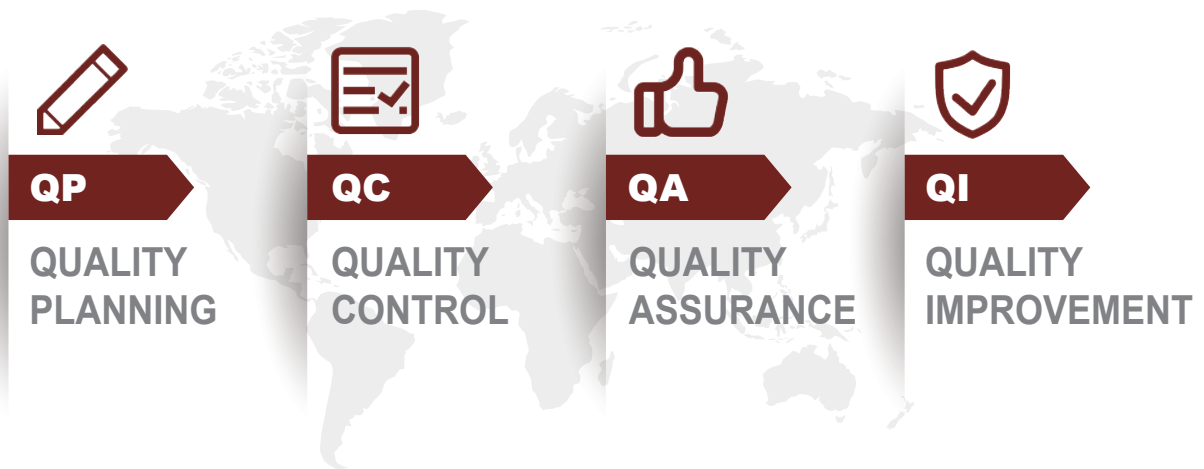 QP
QUALITY
PLANNING
QC
QUALITY
CONTROL
QA
QUALITY
ASSURANCE
QI
QUALITY
IMPROVEMENT